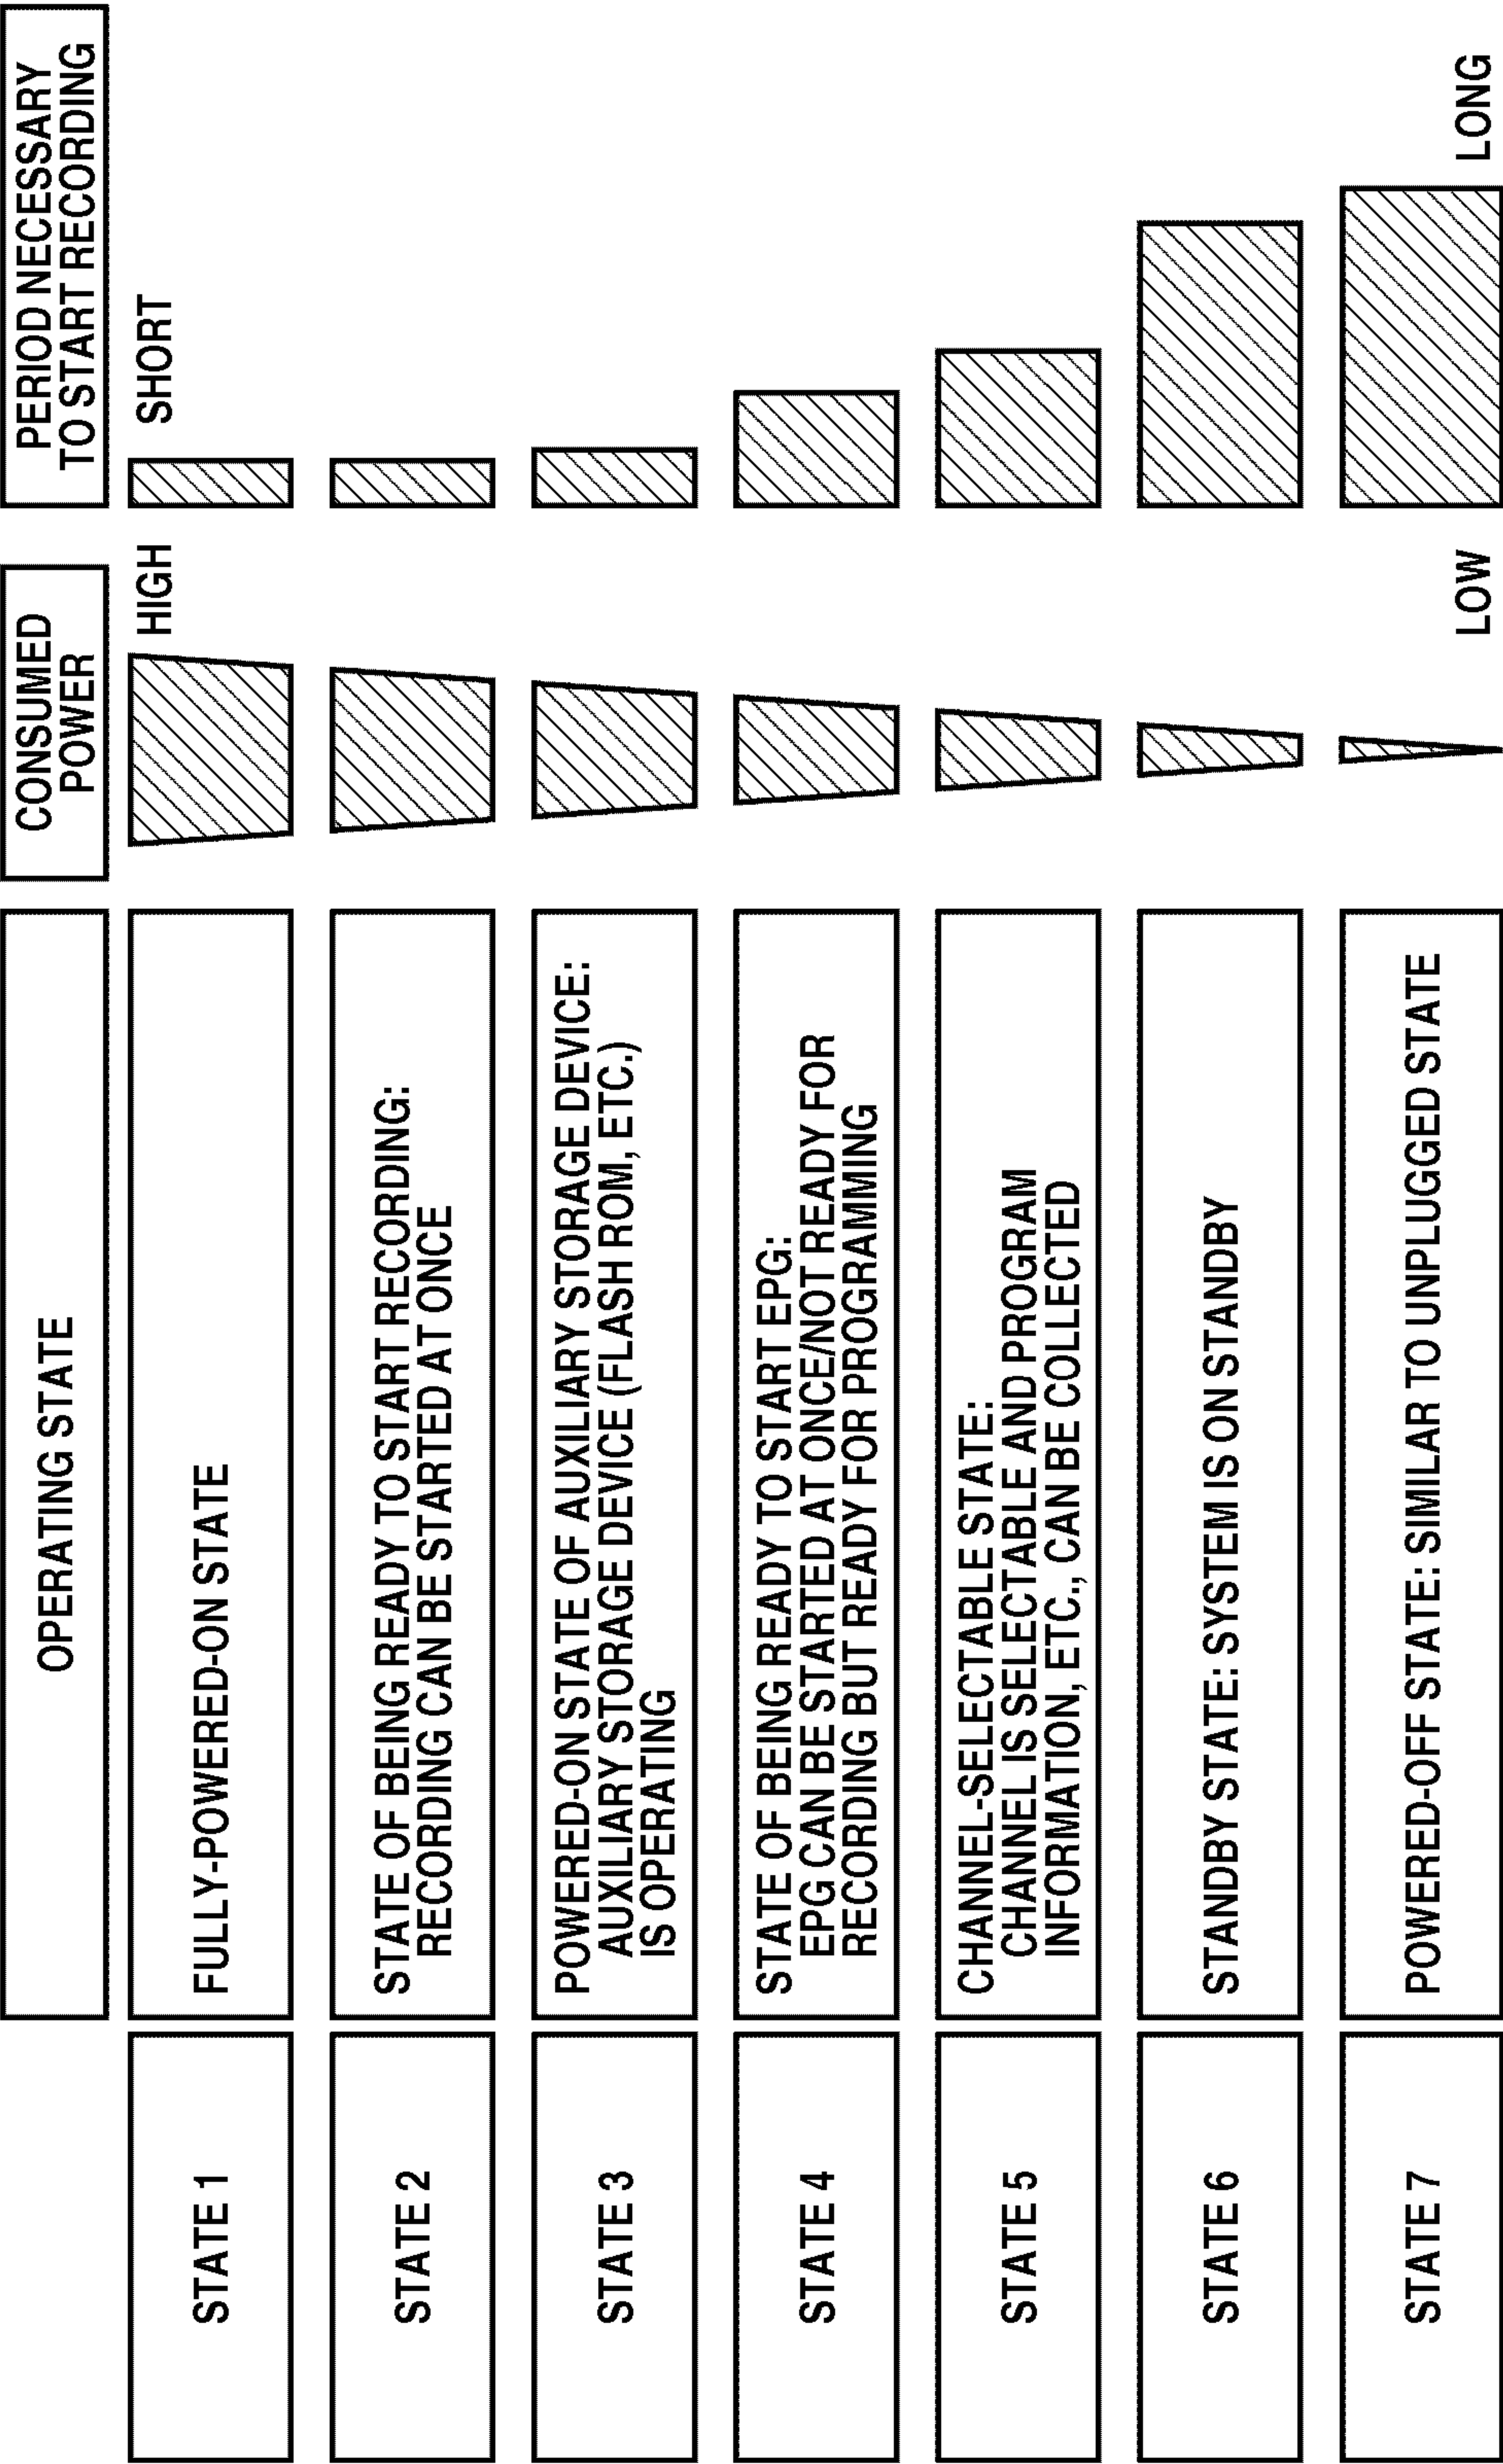 OPERATING STATE
CONSUMED
POWER
PERIOD NECESSARY
TO START RECORDING
STATE 1
FULLY-POWERED-ON STATE
HIGH
SHORT
STATE 2
STATE OF BEING READY TO START RECORDING:
RECORDING CAN BE STARTED AT ONCE
STATE 3
POWERED-ON STATE OF AUXILIARY STORAGE DEVICE:
AUXILIARY STORAGE DEVICE (FLASH ROM, ETC.)
IS OPERATING
STATE 4
STATE OF BEING READY TO START EPG:
EPG CAN BE STARTED AT ONCE/NOT READY FOR
RECORDING BUT READY FOR PROGRAMMING
STATE 5
CHANNEL-SELECTABLE STATE:
CHANNEL IS SELECTABLE AND PROGRAM
INFORMATION, ETC., CAN BE COLLECTED
STATE 6
STANDBY STATE: SYSTEM IS ON STANDBY
STATE 7
POWERED-OFF STATE: SIMILAR TO UNPLUGGED STATE
LOW
LONG